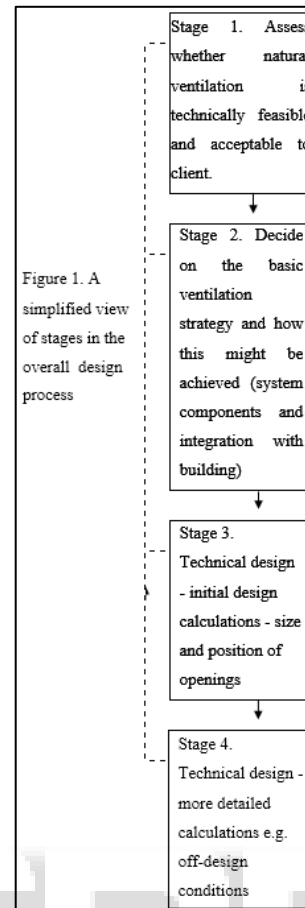 Figure 1. A
simplified view
of stages in the
overall design
process
Stage 1. Asses
whether natura
ventilation i
technically feasible
and acceptable to
client.
Stage 2. Decide
on the basic
ventilation
strategy and how
this might be
achieved (system
components and
integration with
building)
Stage 3.
Technical design
- initial design
calculations - size
and position of
openings
Stage 4.
Technical design -
more detailed
calculations e.g.
off-design
conditions